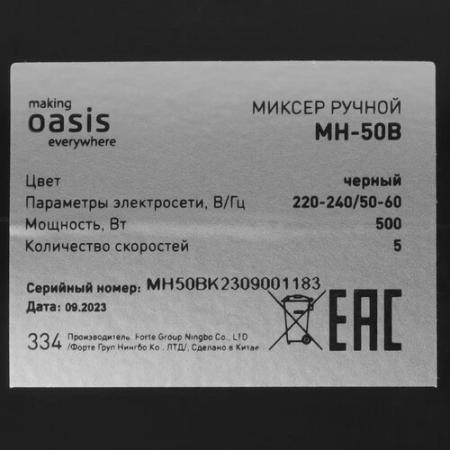 making
oasis
everywhere
МИКСЕР РУЧНОЙ
МН-50В
Цвет черный
Параметры электросети, В/Гц 220-240/50-60
Мощность, Вт 500
Количество скоростей 5
Серийный номер: MH50BK2309001183
Дата: 09.2023
334
Производитель: Forte Group Ningbo Co., LTD
/Форте Груп Нингбо Ко., ЛТД/, Сделано в Китае
EAC